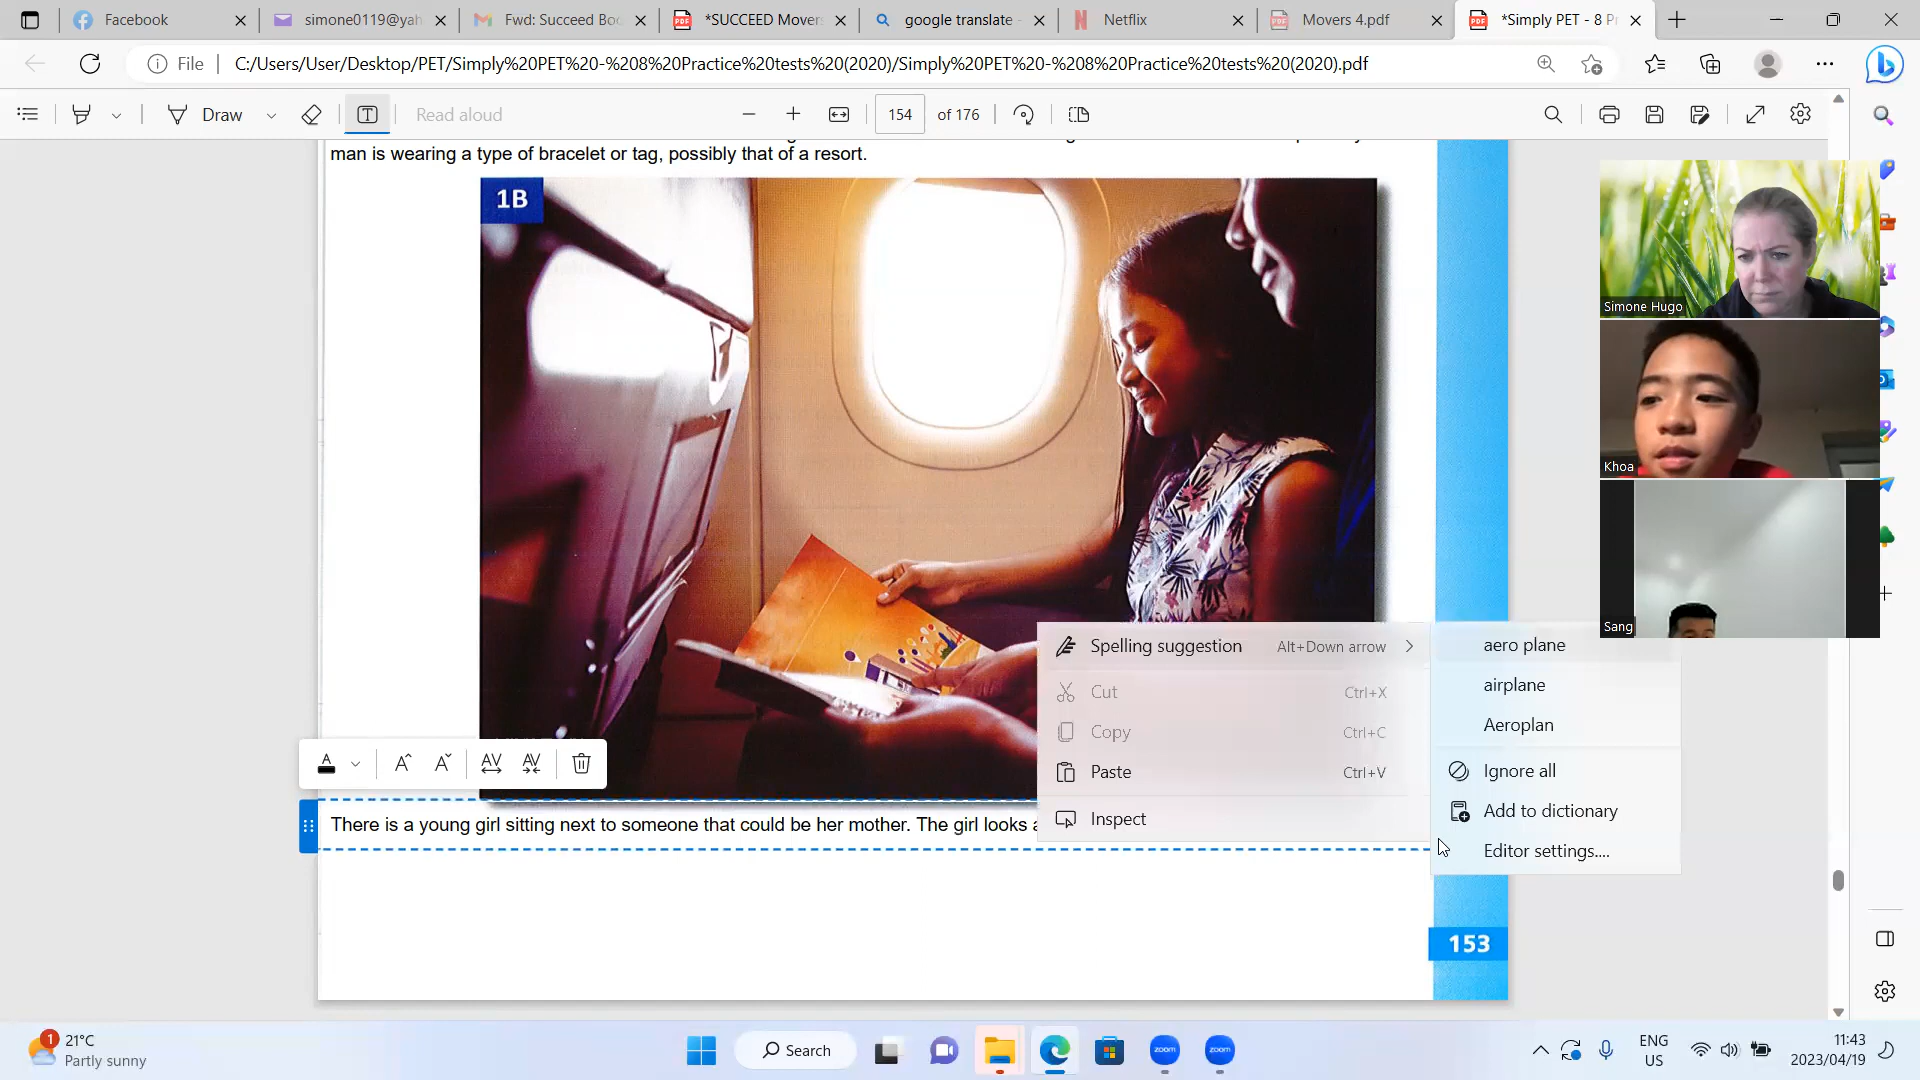 Facebook
simone0119@yah
Fwd: Succeed Boo
*SUCCEED Movers
google translate -
Netflix
Movers 4.pdf
*Simply PET - 8 Pr
File
C:/Users/User/Desktop/PET/Simply%20PET%20-%208%20Practice%20tests%20(2020)/Simply%20PET%20-%208%20Practice%20tests%20(2020).pdf
Draw
Read aloud
154
of 176
man is wearing a type of bracelet or tag, possibly that of a resort.
1B
Simone Hugo
Khoa
Sang
Spelling suggestion Alt+Down arrow
aero plane
airplane
Aeroplan
Cut Ctrl+X
Copy Ctrl+C
Paste Ctrl+V
Inspect
Ignore all
Add to dictionary
Editor settings....
There is a young girl sitting next to someone that could be her mother. The girl looks
153
1
21°C
Partly sunny
Search
zoom
zoom
ENG
US
11:43
2023/04/19